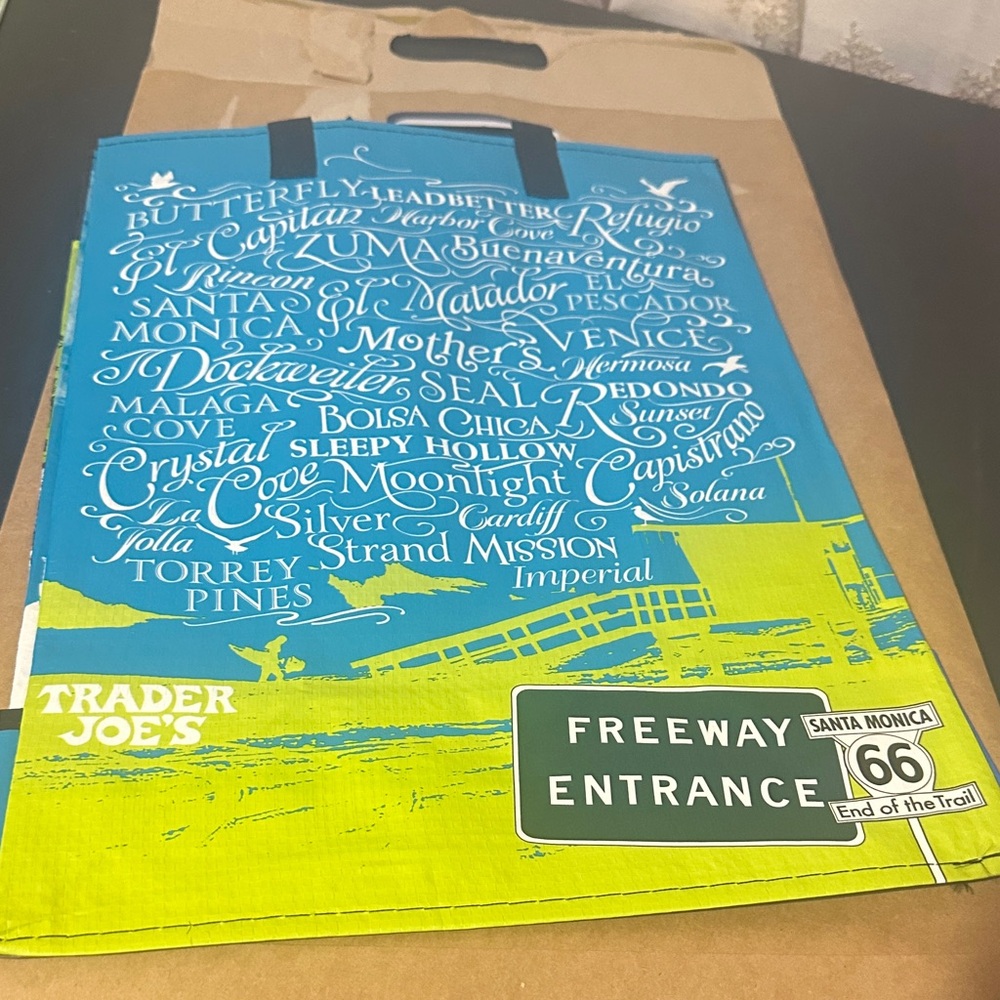 BUTTERFLY LEADBETTER Refugio
El Capitan Harbor Cove
ZUMA Buenaventura
Rincon El Matador EL PESCADOR
SANTA MONICA Mother's VENICE
Dockweiler SEAL Hermosa
REDONDO
MALAGA COVE BOLSA CHICA Sunset
Crystal Cove SLEEPY HOLLOW Capistrano
Moonlight Solana
La Jolla Silver Strand Cardiff
MISSION
TORREY PINES Imperial
TRADER JOE'S
FREEWAY ENTRANCE
SANTA MONICA
66
End of the Trail